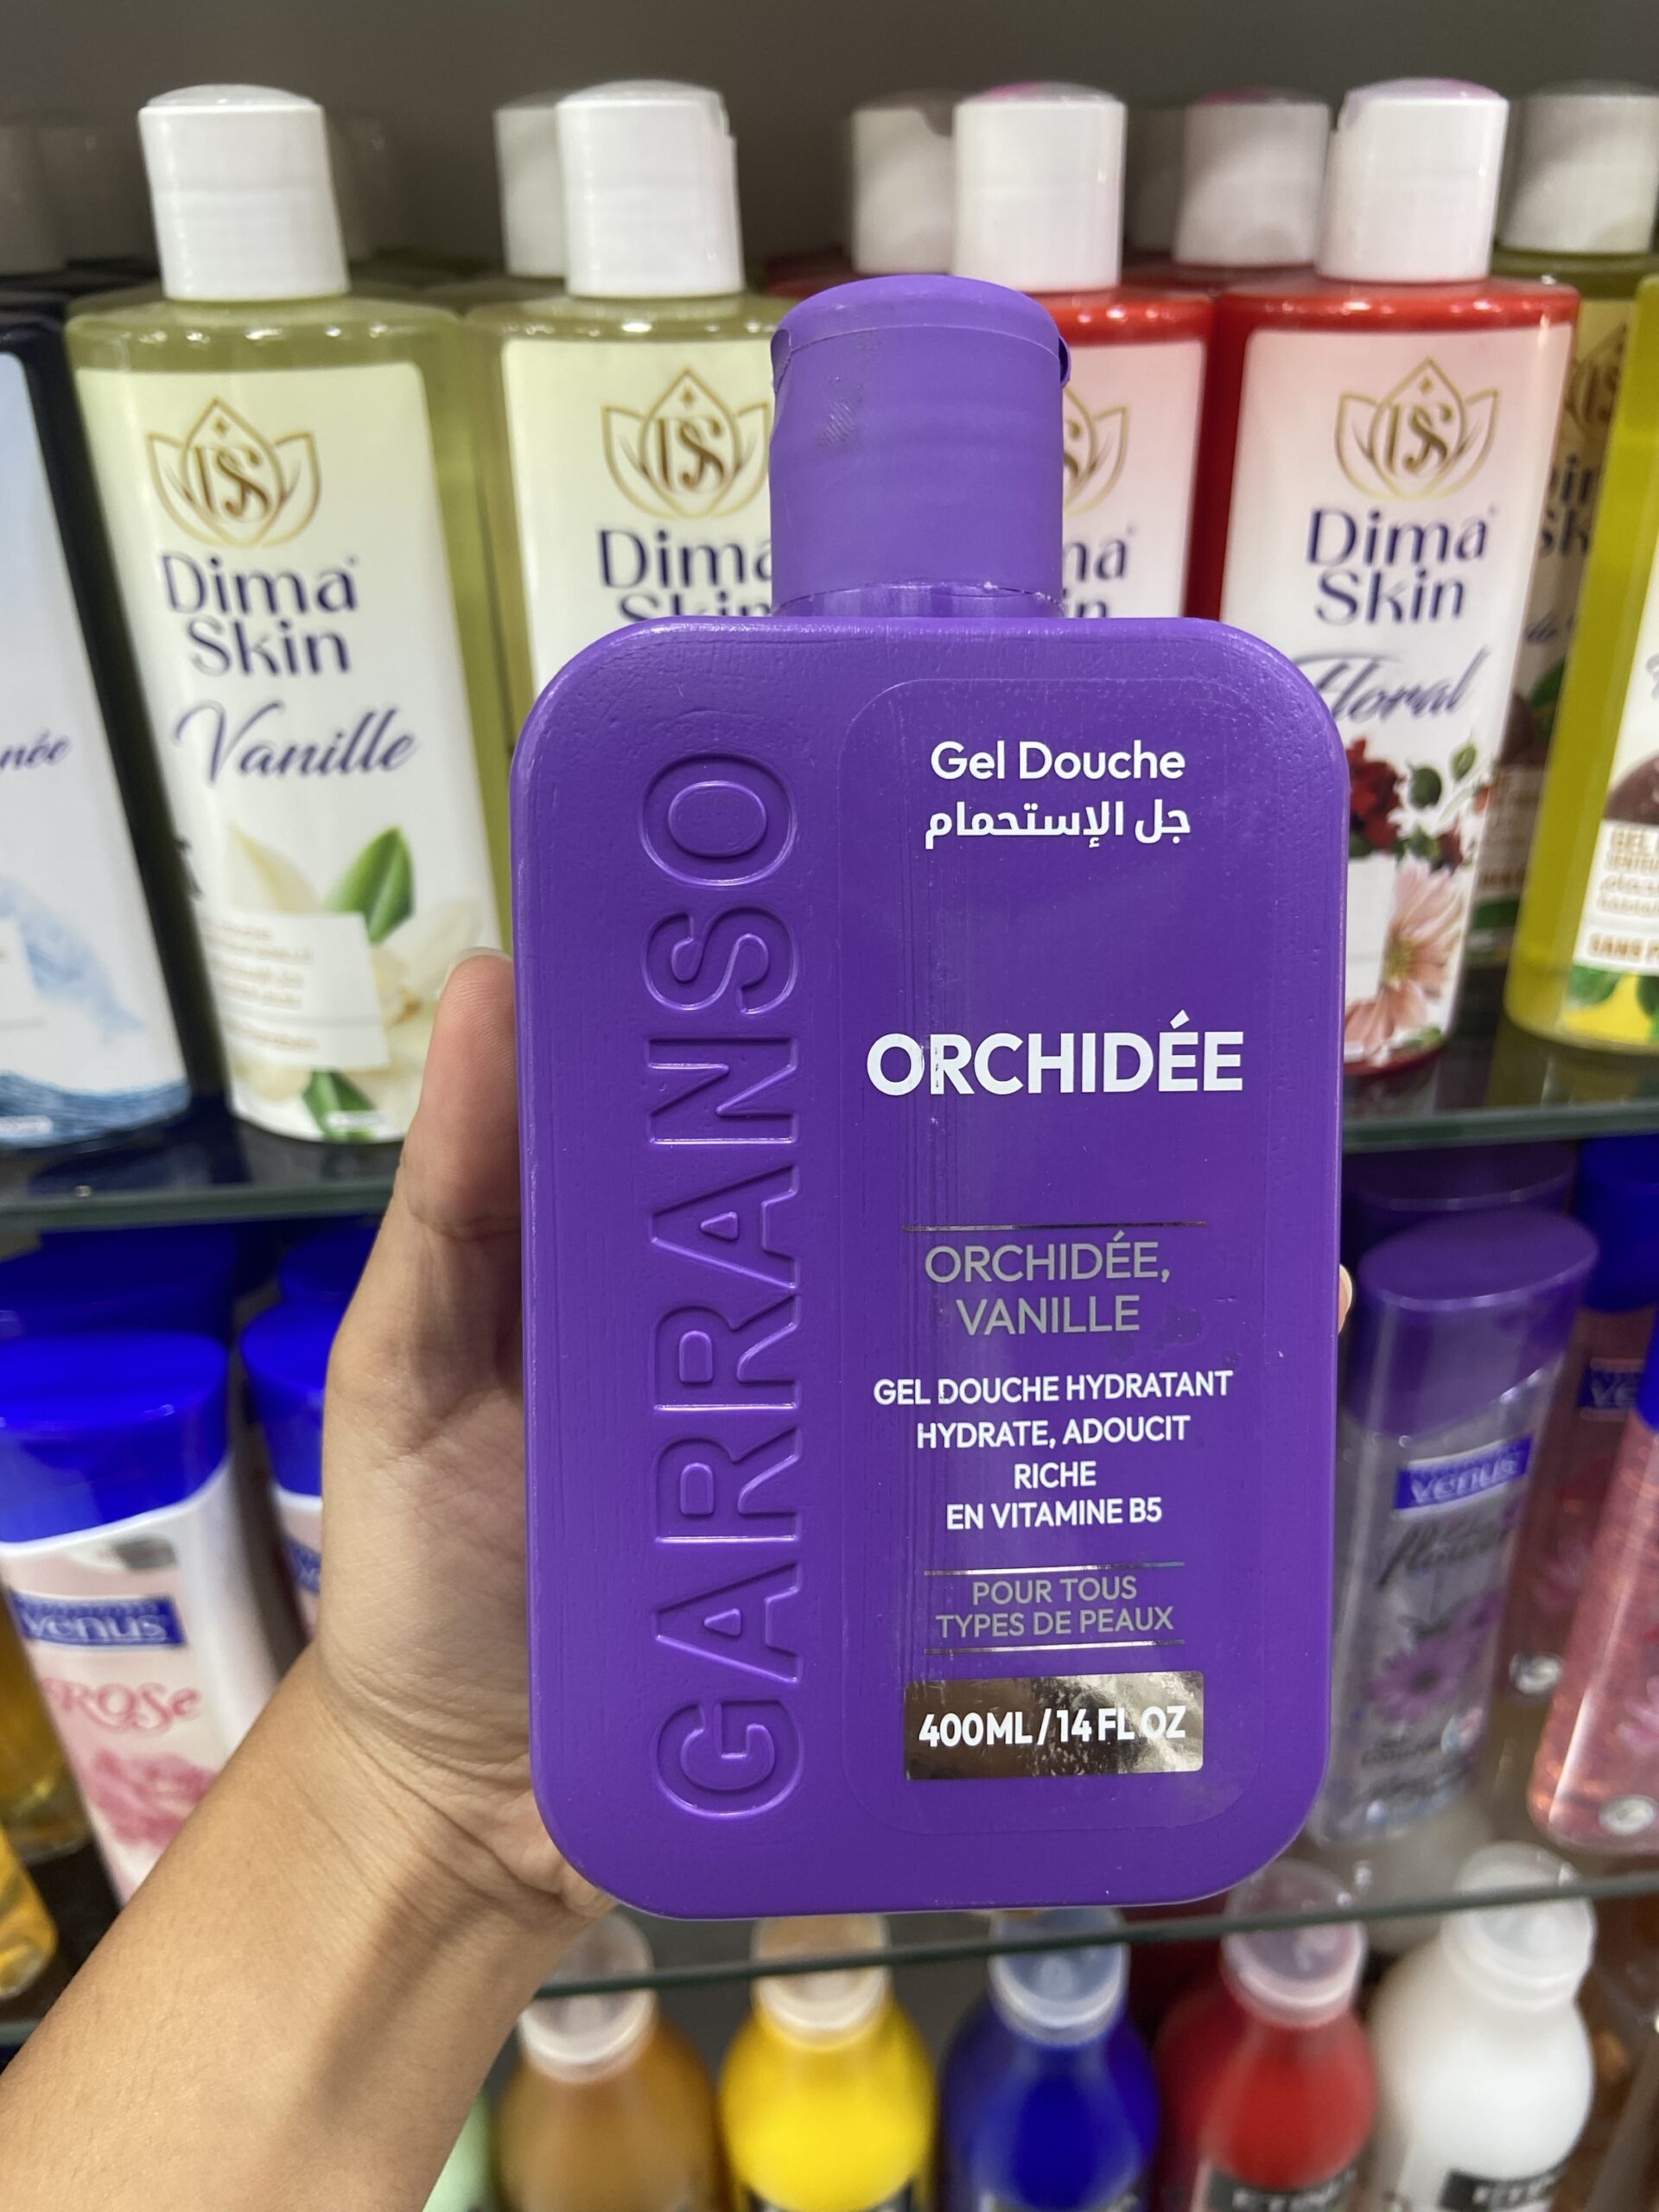 Dima
Skin
Vanille
Dima
Skin
Dima
Skin
Floral
née
GARRANSO
Gel Douche
جل الإستحمام
ORCHIDÉE
ORCHIDÉE,
VANILLE
GEL DOUCHE HYDRATANT
HYDRATE, ADOUCIT
RICHE
EN VITAMINE B5
POUR TOUS
TYPES DE PEAUX
400ML/14 FL OZ
venus
Rose
venus